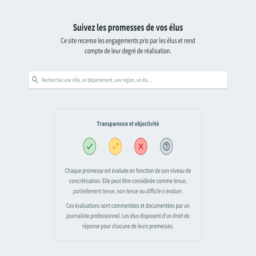 Suivez les promesses de vos élus
Ce site recense les engagements pris par les élus et rend
compte de leur degré de réalisation.
Recherchez une ville, un département, une région, un élu...
Transparence et objectivité
Chaque promesse est évaluée en fonction de son niveau de
concrétisation. Elle peut être considérée comme tenue,
partiellement tenue, non-tenue ou difficile à évaluer.
Ces évaluations sont commentées et documentées par un
journaliste professionnel. Les élus disposent d'un droit de
réponse pour chacune de leurs promesses.